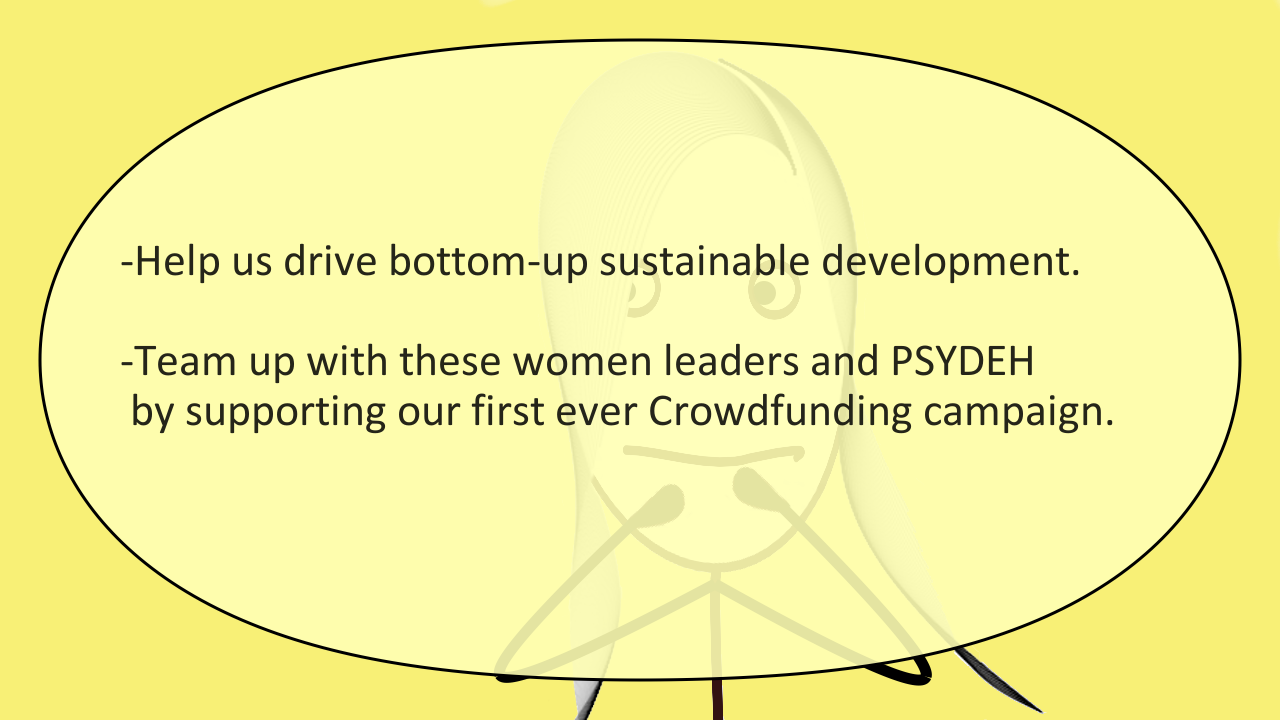 -Help us drive bottom-up sustainable development.
-Team up with these women leaders and PSYDEH
by supporting our first ever Crowdfunding campaign.